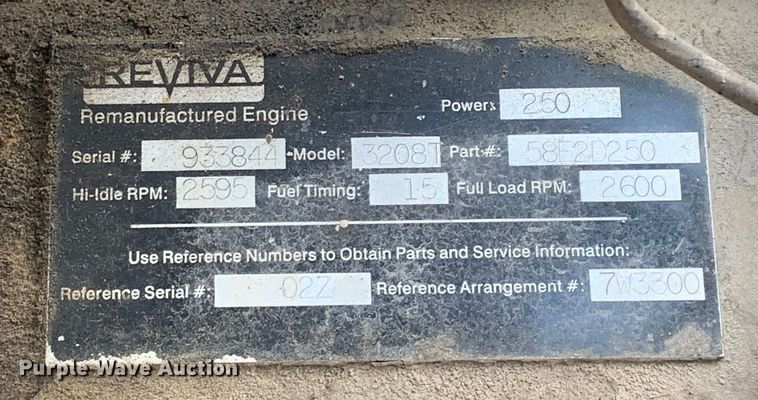 REVIVA
Remanufactured Engine Power: 250
Serial #: 933844 Model: 3208T Part #: 58E2D250
Hi-Idle RPM: 2595 Fuel Timing: 15 Full Load RPM: 2600
Use Reference Numbers to Obtain Parts and Service Information:
Reference Serial #: 02Z Reference Arrangement #: 7W3300
Purple Wave Auction